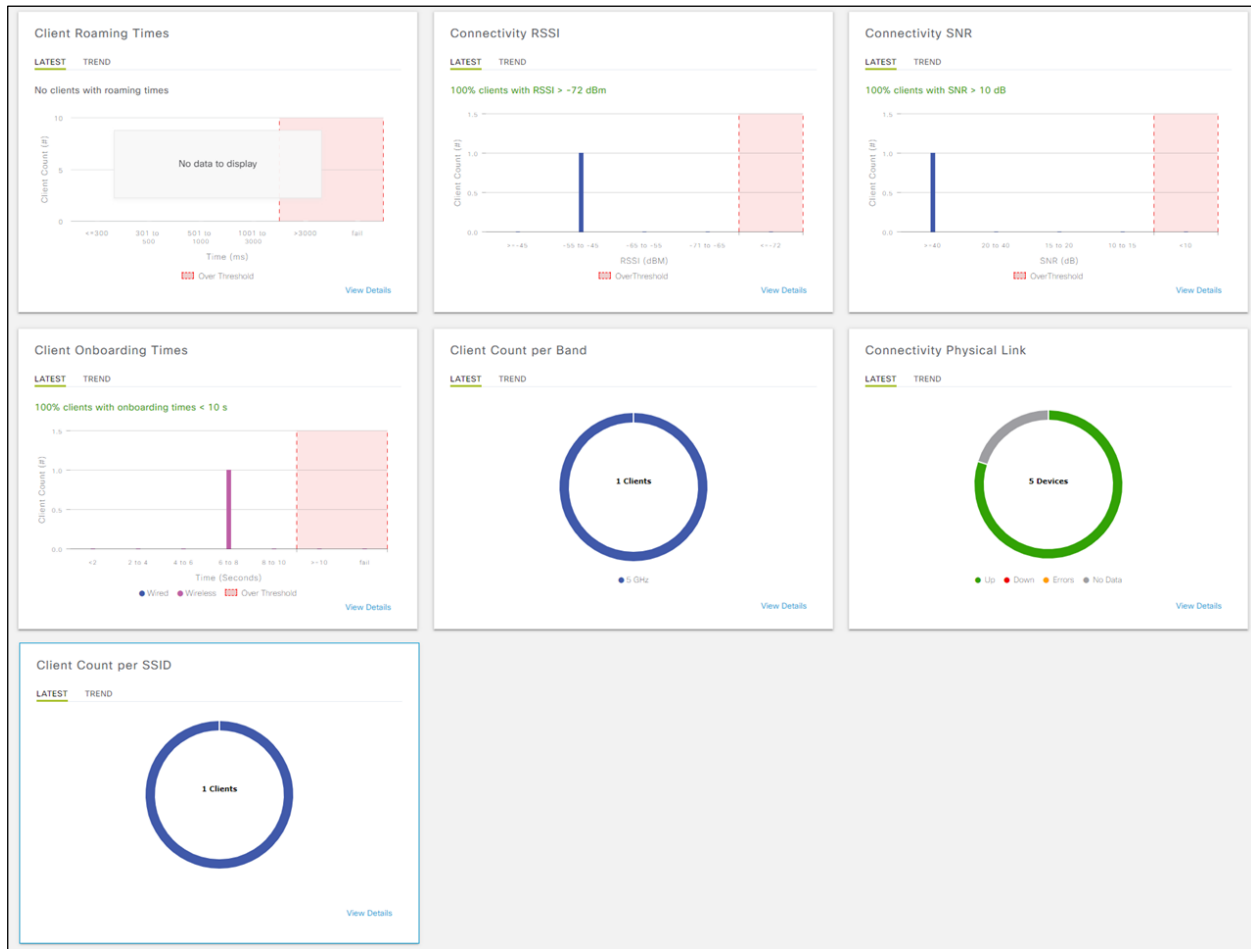 Client Roaming Times
LATEST TREND
No clients with roaming times
10
5
0
Client Count (#)
No data to display
<=300 301 to 500 501 to 1000 1001 to 3000 >3000 fail
Time (ms)
Over Threshold
View Details
Connectivity RSSI
LATEST TREND
100% clients with RSSI > -72 dBm
1.5
1.0
0.5
0.0
Client Count (#)
<=-45 -55 to -45 -65 to -55 -71 to -65 <=-72
RSSI (dBM)
OverThreshold
View Details
Connectivity SNR
LATEST TREND
100% clients with SNR > 10 dB
1.5
1.0
0.5
0.0
Client Count (#)
>=40 20 to 40 15 to 20 10 to 15 <10
SNR (dB)
OverThreshold
View Details
Client Onboarding Times
LATEST TREND
100% clients with onboarding times < 10 s
1.5
1.0
0.5
0.0
Client Count (#)
<2 2 to 4 4 to 6 6 to 8 8 to 10 >=10 fail
Time (Seconds)
Wired Wireless Over Threshold
View Details
Client Count per Band
LATEST TREND
1 Clients
5 GHz
View Details
Connectivity Physical Link
LATEST TREND
5 Devices
Up Down Errors No Data
View Details
Client Count per SSID
LATEST TREND
1 Clients
View Details